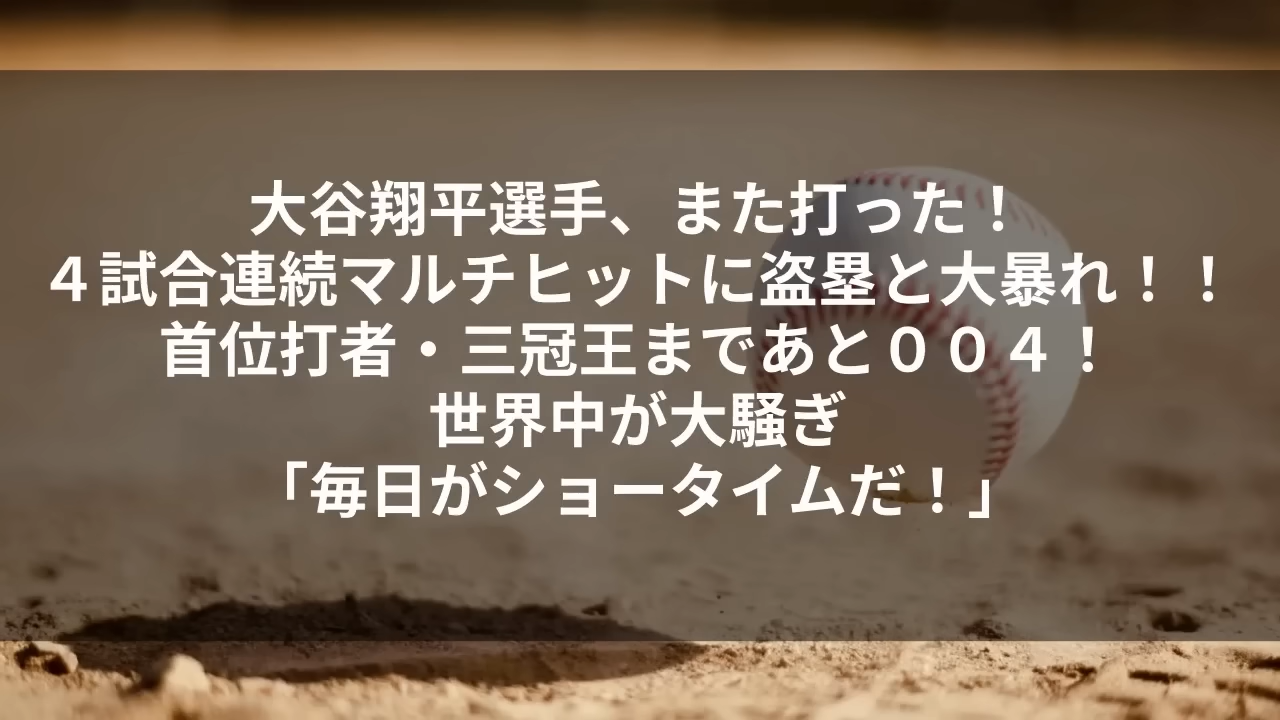 大谷翔平選手、また打った！
４試合連続マルチヒットに盗塁と大暴れ！！
首位打者・三冠王まであと００４！
世界中が大騒ぎ
「毎日がショータイムだ！」